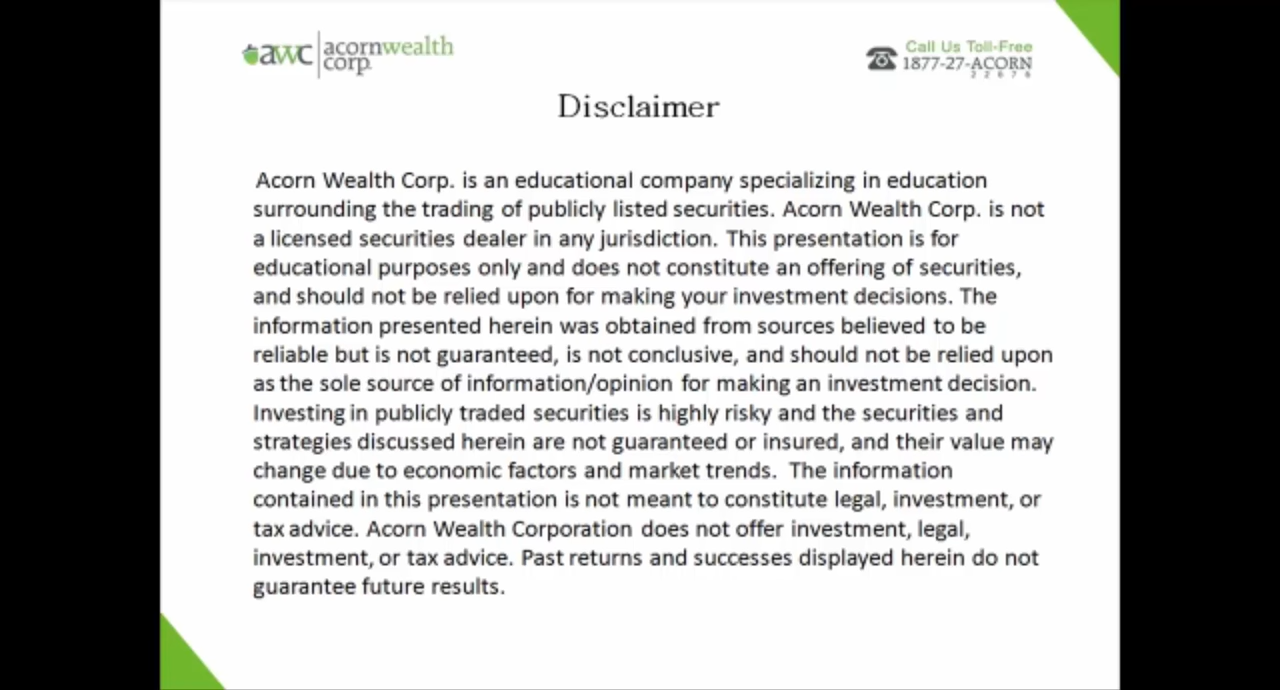 awc acornwealth
corp.
Call Us Toll-Free
1877-27-ACORN
2 2 6 7 6
Disclaimer
Acorn Wealth Corp. is an educational company specializing in education
surrounding the trading of publicly listed securities. Acorn Wealth Corp. is not
a licensed securities dealer in any jurisdiction. This presentation is for
educational purposes only and does not constitute an offering of securities,
and should not be relied upon for making your investment decisions. The
information presented herein was obtained from sources believed to be
reliable but is not guaranteed, is not conclusive, and should not be relied upon
as the sole source of information/opinion for making an investment decision.
Investing in publicly traded securities is highly risky and the securities and
strategies discussed herein are not guaranteed or insured, and their value may
change due to economic factors and market trends.  The information
contained in this presentation is not meant to constitute legal, investment, or
tax advice. Acorn Wealth Corporation does not offer investment, legal,
investment, or tax advice. Past returns and successes displayed herein do not
guarantee future results.